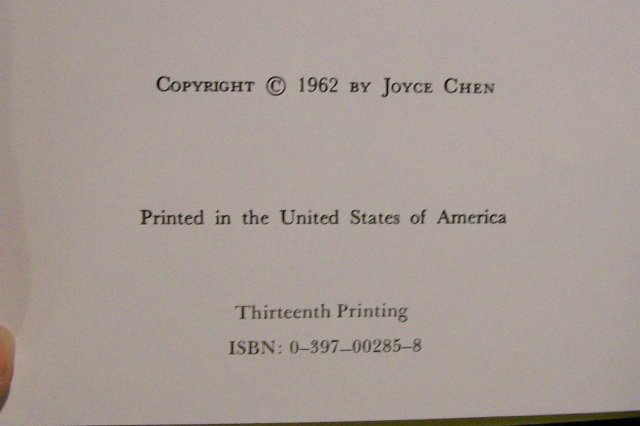 COPYRIGHT © 1962 BY JOYCE CHEN
Printed in the United States of America
Thirteenth Printing
ISBN: 0–397–00285–8